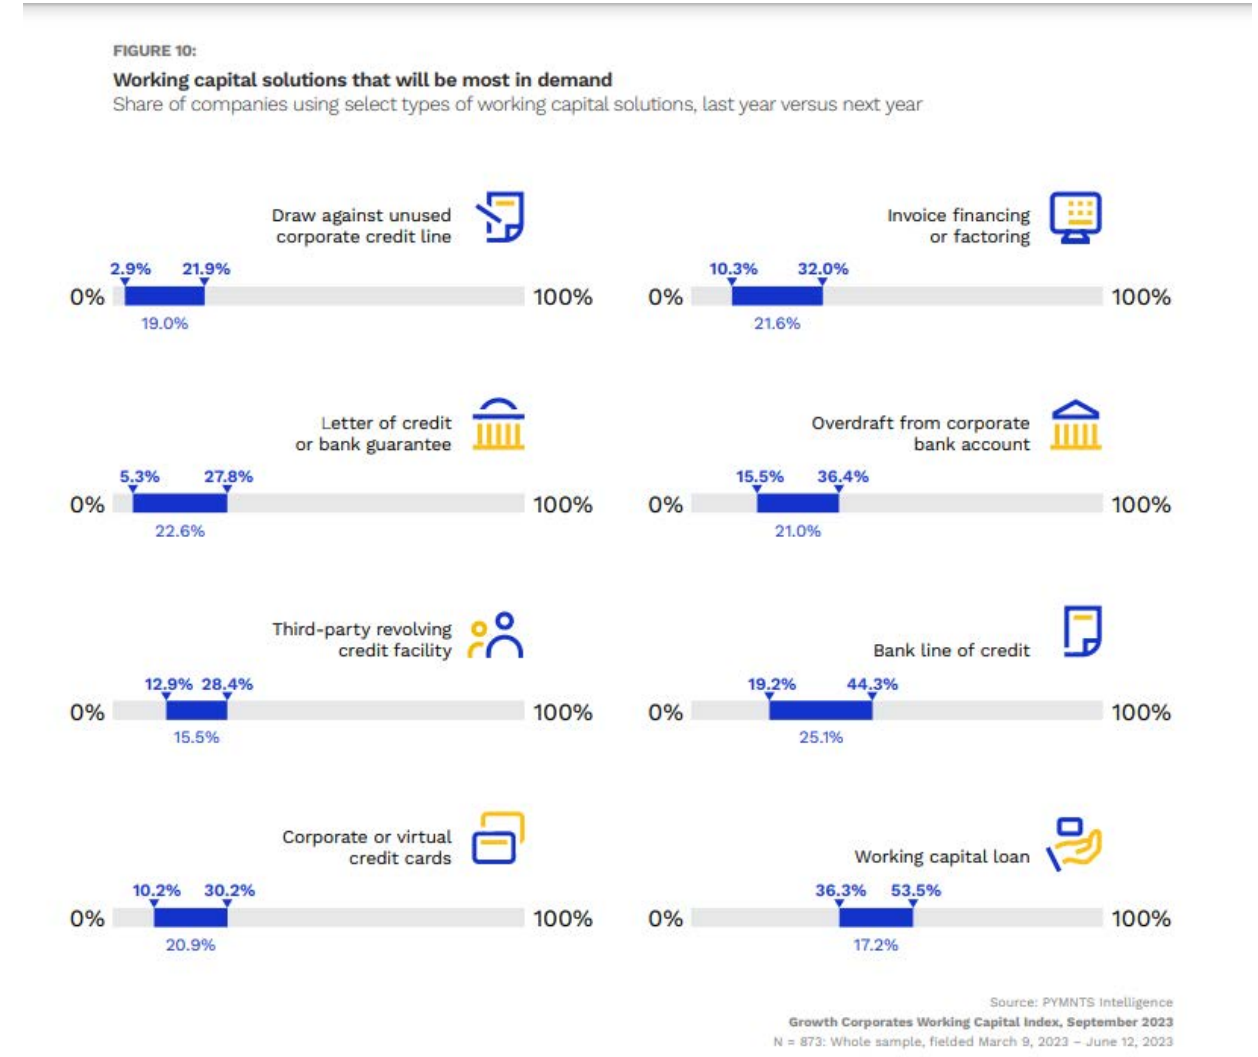 FIGURE 10:
Working capital solutions that will be most in demand
Share of companies using select types of working capital solutions, last year versus next year
Draw against unused
corporate credit line
2.9% 21.9%
0% 100%
19.0%
Invoice financing
or factoring
10.3% 32.0%
0% 100%
21.6%
Letter of credit
or bank guarantee
5.3% 27.8%
0% 100%
22.6%
Overdraft from corporate
bank account
15.5% 36.4%
0% 100%
21.0%
Third-party revolving
credit facility
12.9% 28.4%
0% 100%
15.5%
Bank line of credit
19.2% 44.3%
0% 100%
25.1%
Corporate or virtual
credit cards
10.2% 30.2%
0% 100%
20.9%
Working capital loan
36.3% 53.5%
0% 100%
17.2%
Source: PYMNTS Intelligence
Growth Corporates Working Capital Index, September 2023
N = 873: Whole sample, fielded March 9, 2023 – June 12, 2023